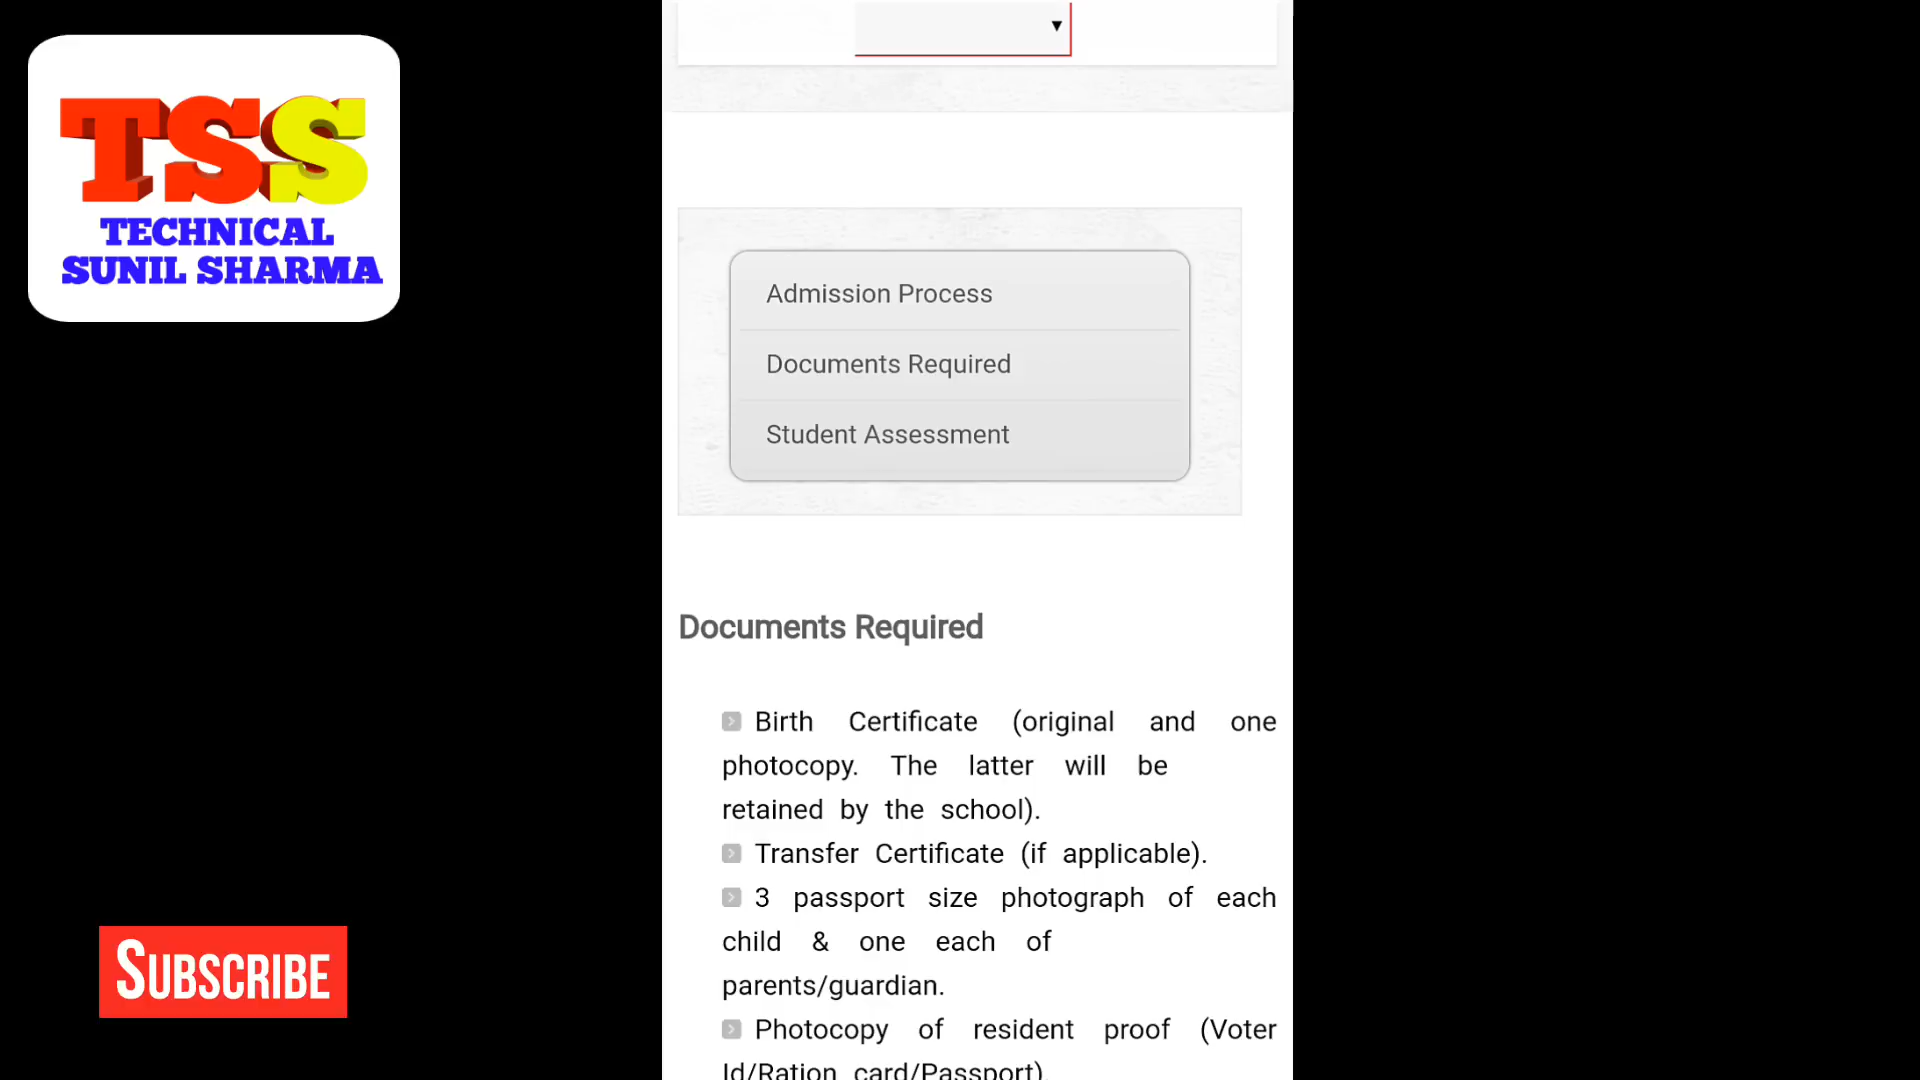 TSS
TECHNICAL
SUNIL SHARMA
Admission Process
Documents Required
Student Assessment
Documents Required
Birth Certificate (original and one
photocopy. The latter will be
retained by the school).
Transfer Certificate (if applicable).
3 passport size photograph of each
child & one each of
parents/guardian.
Photocopy of resident proof (Voter
Id/Ration card/Passport)
SUBSCRIBE